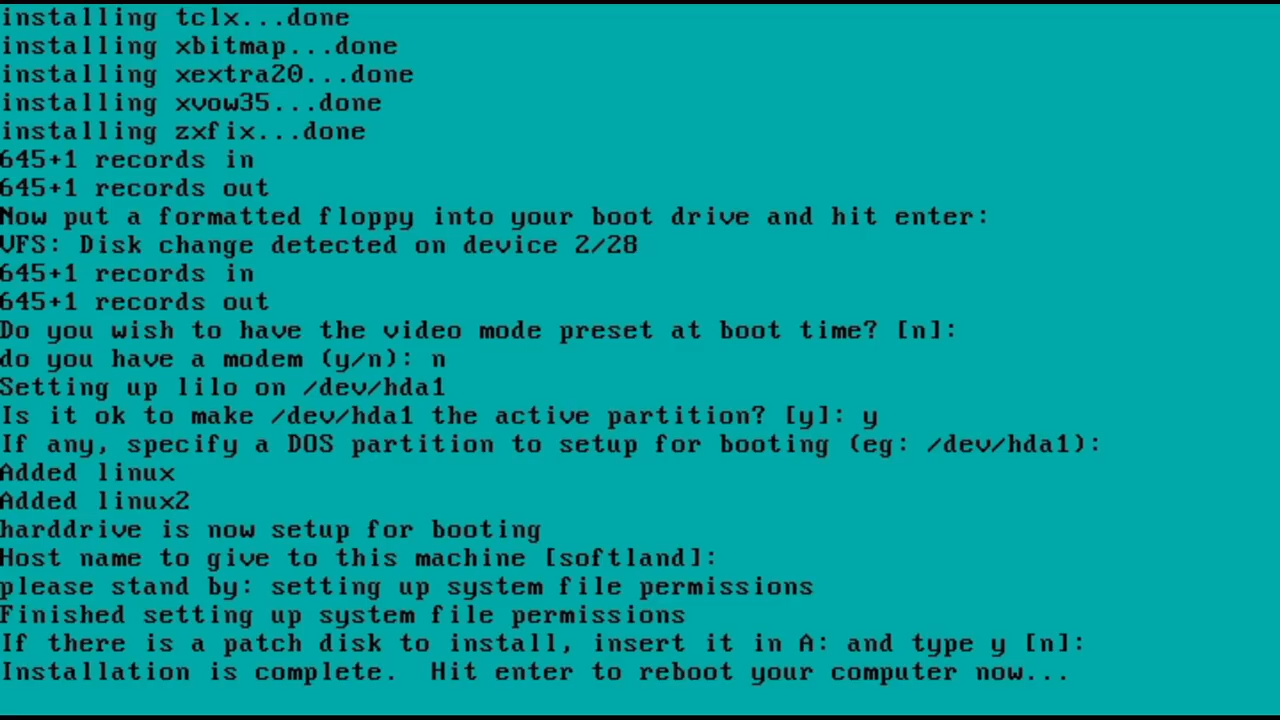 installing tclx...done
installing xbitmap...done
installing xextra20...done
installing xvow35...done
installing zxfix...done
645+1 records in
645+1 records out
Now put a formatted floppy into your boot drive and hit enter:
VFS: Disk change detected on device 2/28
645+1 records in
645+1 records out
Do you wish to have the video mode preset at boot time? [n]:
do you have a modem (y/n): n
Setting up lilo on /dev/hda1
Is it ok to make /dev/hda1 the active partition? [y]: y
If any, specify a DOS partition to setup for booting (eg: /dev/hda1):
Added linux
Added linux2
harddrive is now setup for booting
Host name to give to this machine [softland]:
please stand by: setting up system file permissions
Finished setting up system file permissions
If there is a patch disk to install, insert it in A: and type y [n]:
Installation is complete.  Hit enter to reboot your computer now...